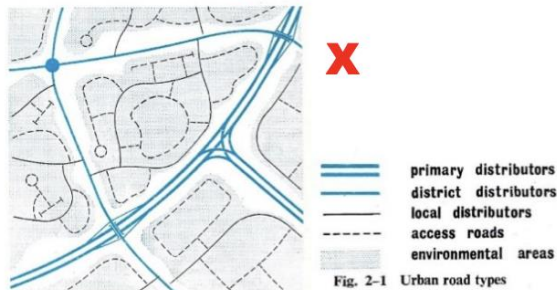 X
primary distributors
district distributors
local distributors
access roads
environmental areas
Fig. 2-1 Urban road types